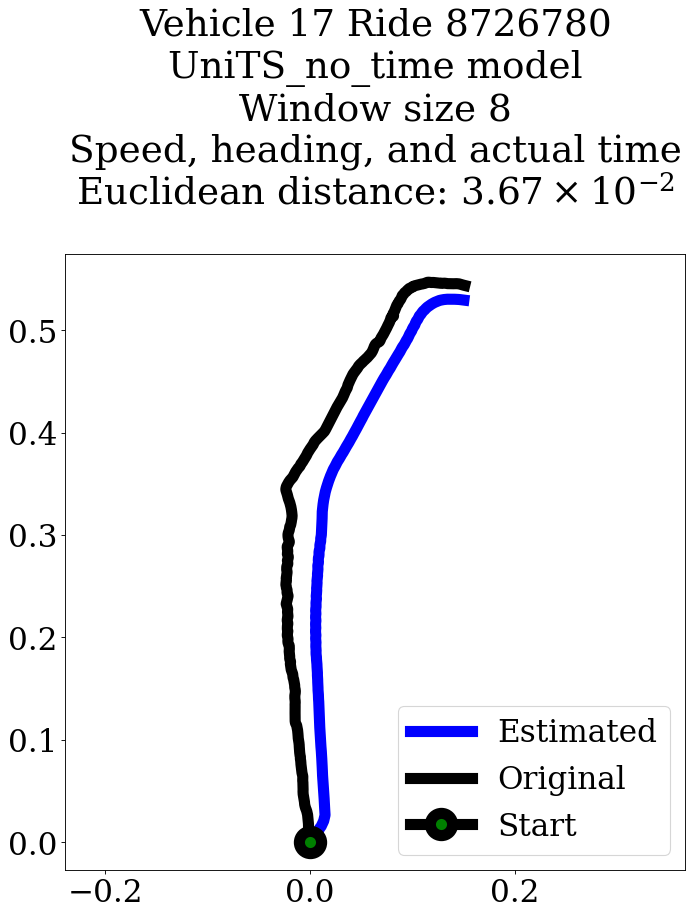 Vehicle 17 Ride 8726780
UniTS_no_time model
Window size 8
Speed, heading, and actual time
Euclidean distance: 3.67 × 10⁻²
0.5
0.4
0.3
0.2
0.1
0.0
Estimated
Original
Start
−0.2 0.0 0.2